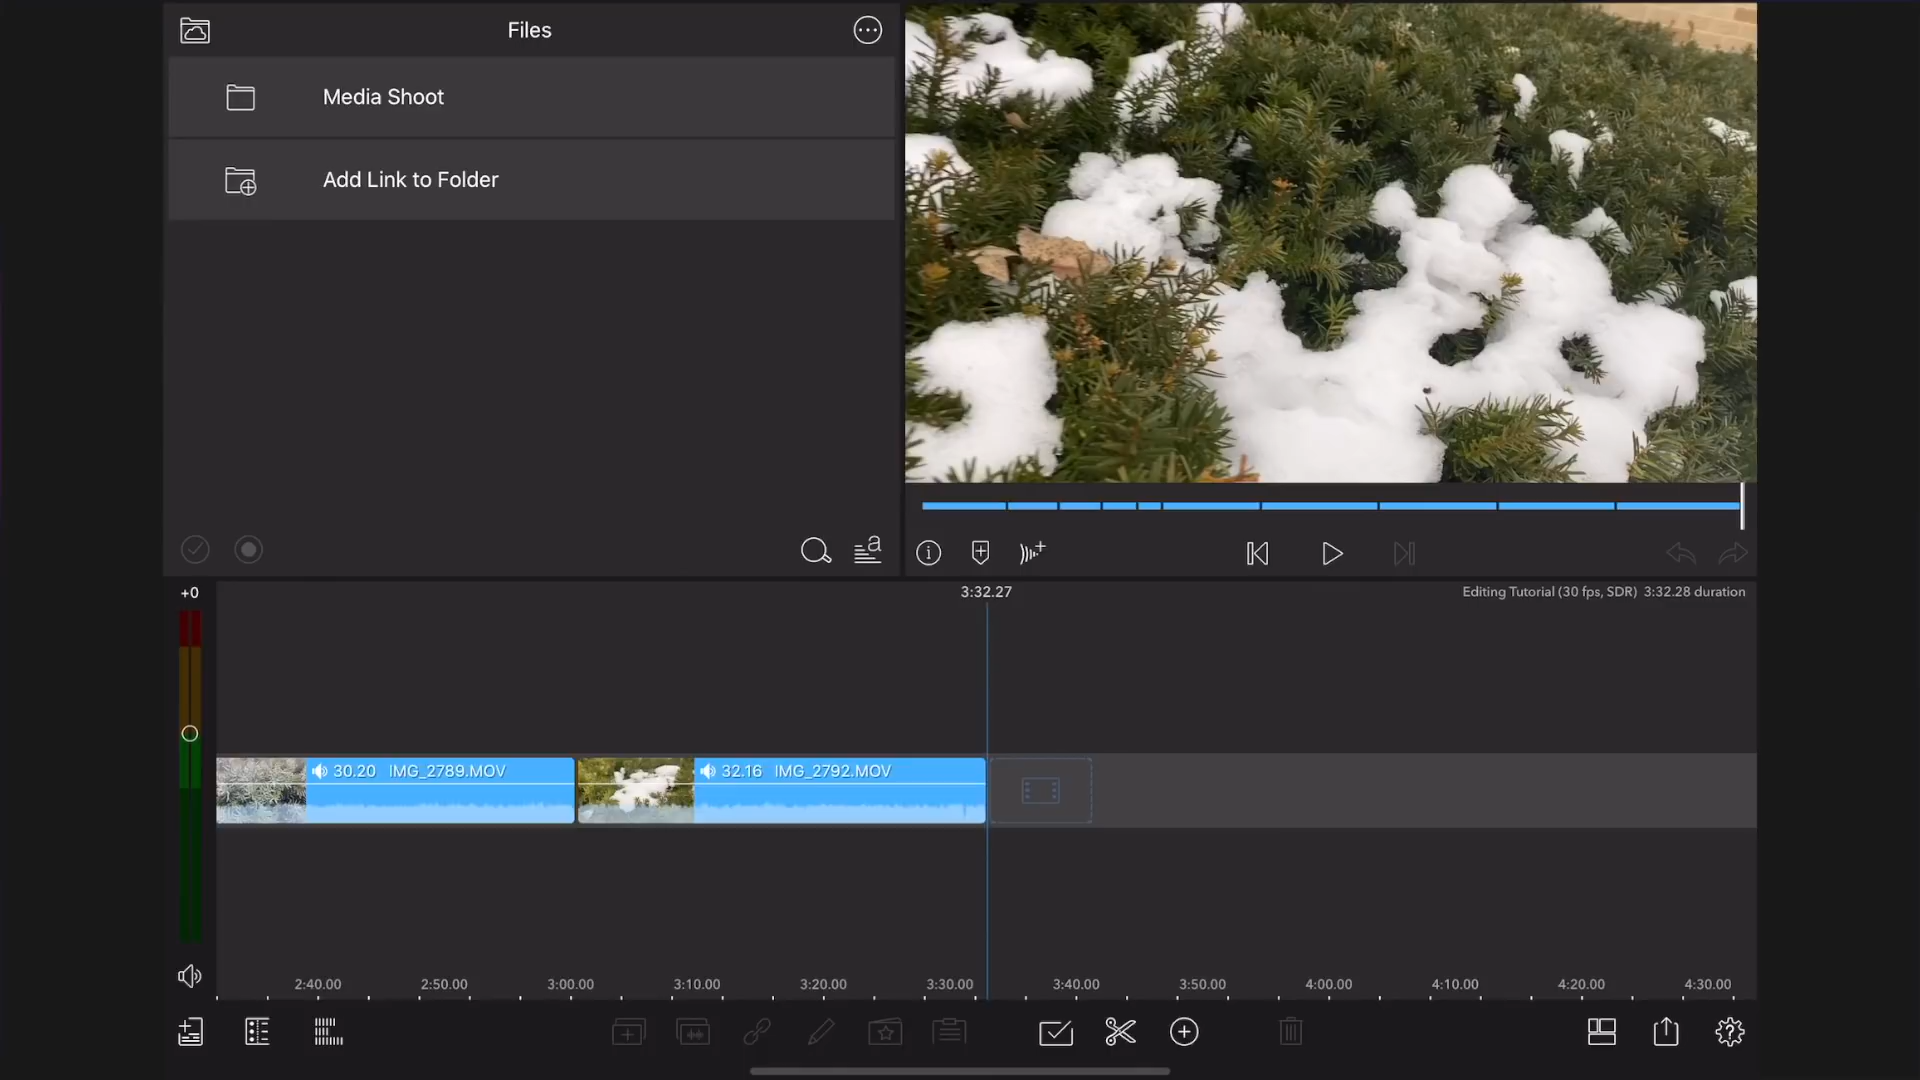 Files
Media Shoot
Add Link to Folder
a
+0
3:32.27
Editing Tutorial (30 fps, SDR) 3:32.28 duration
30.20 IMG_2789.MOV
32.16 IMG_2792.MOV
2:40.00 2:50.00 3:00.00 3:10.00 3:20.00 3:30.00 3:40.00 3:50.00 4:00.00 4:10.00 4:20.00 4:30.00